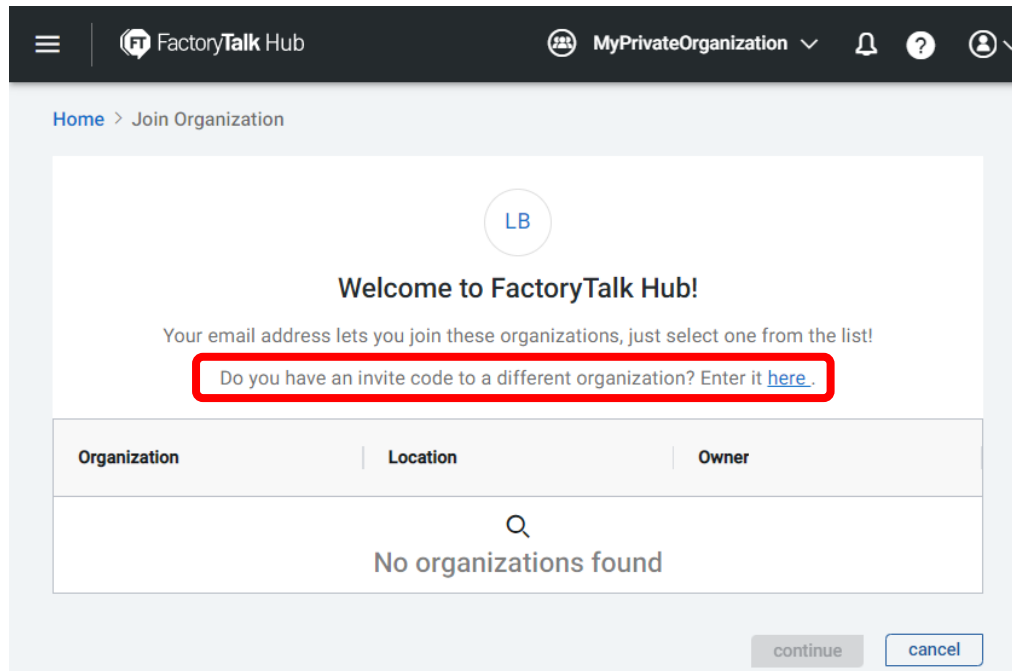 FT FactoryTalk Hub MyPrivateOrganization ?
Home > Join Organization
LB
Welcome to FactoryTalk Hub!
Your email address lets you join these organizations, just select one from the list!
Do you have an invite code to a different organization? Enter it here .
Organization Location Owner
No organizations found
continue cancel